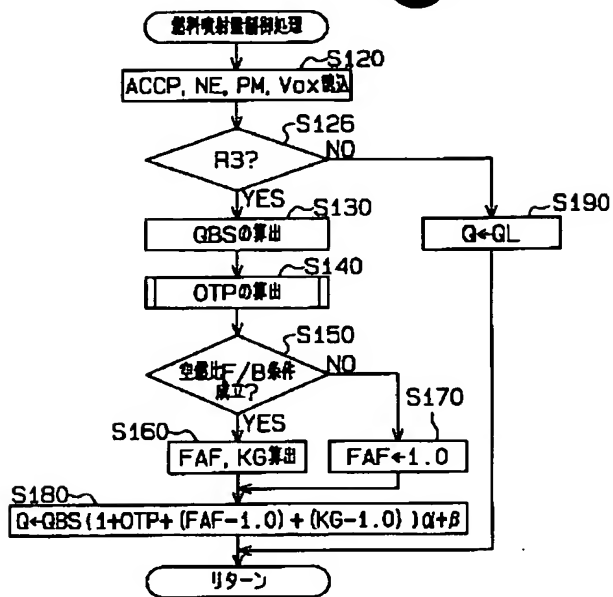 燃料噴射量制御処理
S120
ACCP, NE, PM, Vox 読込
S126
R3?
NO
YES
S130
QBSの算出
S190
Q←QL
S140
OTPの算出
S150
空燃比F/B条件
成立?
NO
YES
S160
FAF, KG算出
S170
FAF←1.0
S180
Q←QBS{1+OTP+(FAF-1.0)+(KG-1.0)}α+β
リターン